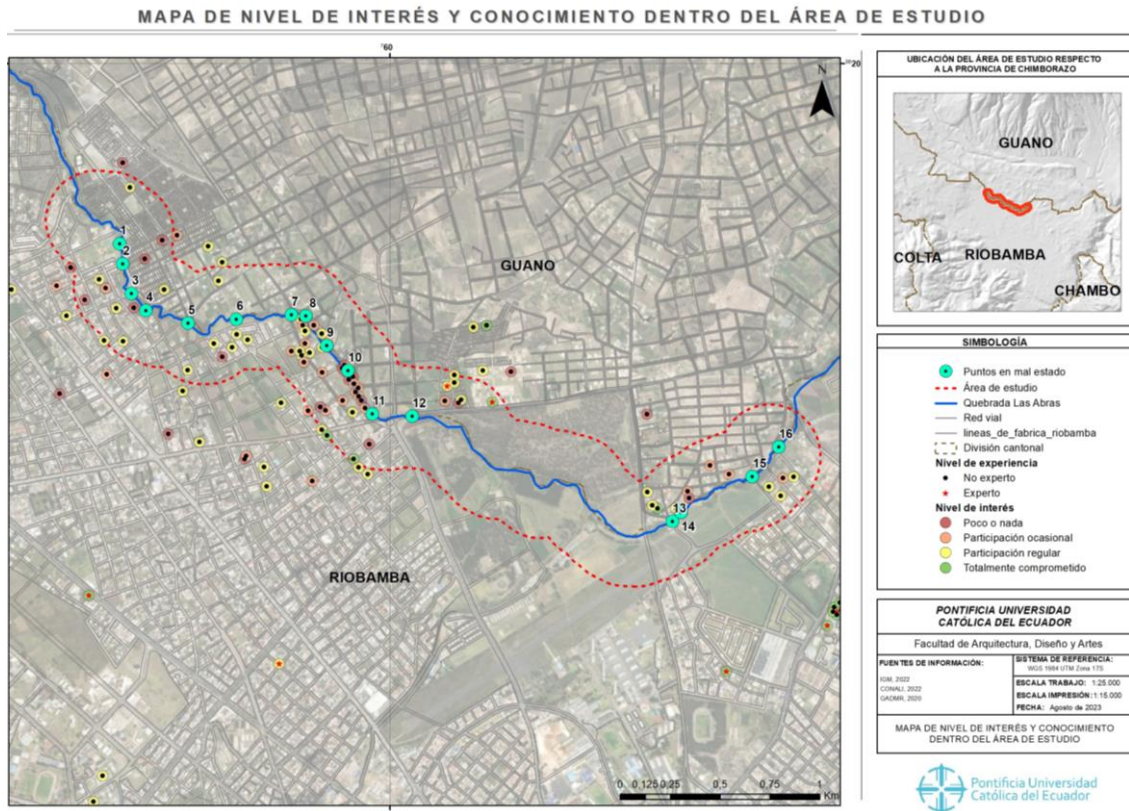 MAPA DE NIVEL DE INTERÉS Y CONOCIMIENTO DENTRO DEL ÁREA DE ESTUDIO
N
1
2
3
4
5
6
7
8
9
10
11
12
13
14
15
16
GUANO
RIOBAMBA
0 0,125 0,25 0,5 0,75 1
Km
UBICACIÓN DEL ÁREA DE ESTUDIO RESPECTO
A LA PROVINCIA DE CHIMBORAZO
GUANO
COLTA
RIOBAMBA
CHAMBO
SIMBOLOGÍA
Puntos en mal estado
Área de estudio
Quebrada Las Abras
Red vial
lineas_de_fabrica_riobamba
División cantonal
Nivel de experiencia
No experto
Experto
Nivel de interés
Poco o nada
Participación ocasional
Participación regular
Totalmente comprometido
PONTIFICIA UNIVERSIDAD
CATÓLICA DEL ECUADOR
Facultad de Arquitectura, Diseño y Artes
FUENTES DE INFORMACIÓN:
IGM, 2022
CONALI, 2022
GADMR, 2020
SISTEMA DE REFERENCIA:
WGS 1984 UTM Zona 17S
ESCALA TRABAJO: 1:25.000
ESCALA IMPRESIÓN: 1:15.000
FECHA: Agosto de 2023
MAPA DE NIVEL DE INTERÉS Y CONOCIMIENTO
DENTRO DEL ÁREA DE ESTUDIO
Pontificia Universidad
Católica del Ecuador